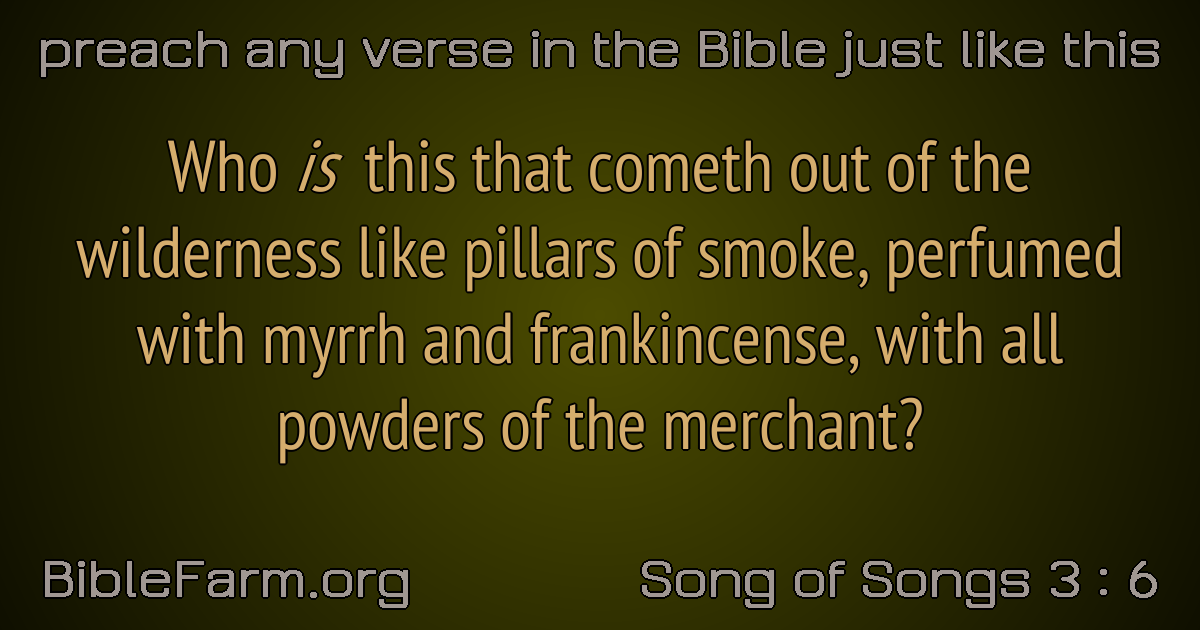 preach any verse in the Bible just like this
Who is this that cometh out of the
wilderness like pillars of smoke, perfumed
with myrrh and frankincense, with all
powders of the merchant?
BibleFarm.org
Song of Songs 3 : 6